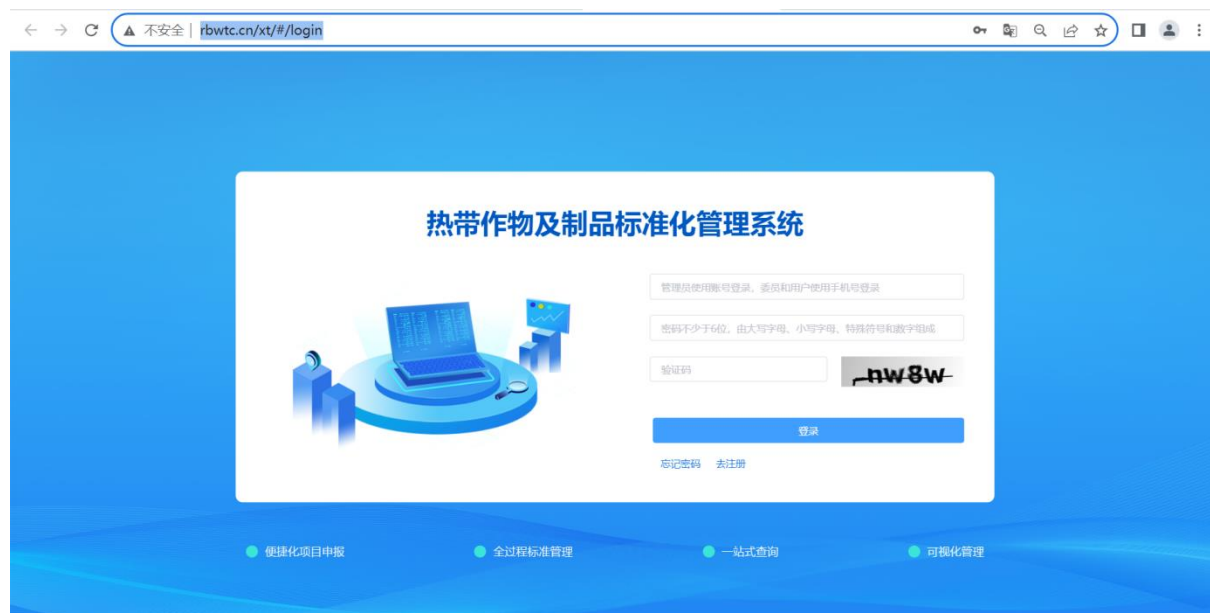 不安全 | rbwtc.cn/xt/#/login
热带作物及制品标准化管理系统
管理员使用账号登录，委员和用户使用手机号登录
密码不少于6位，由大写字母、小写字母、特殊符号和数字组成
验证码
nw8w
登录
忘记密码 去注册
便捷化项目申报 全过程标准管理 一站式查询 可视化管理